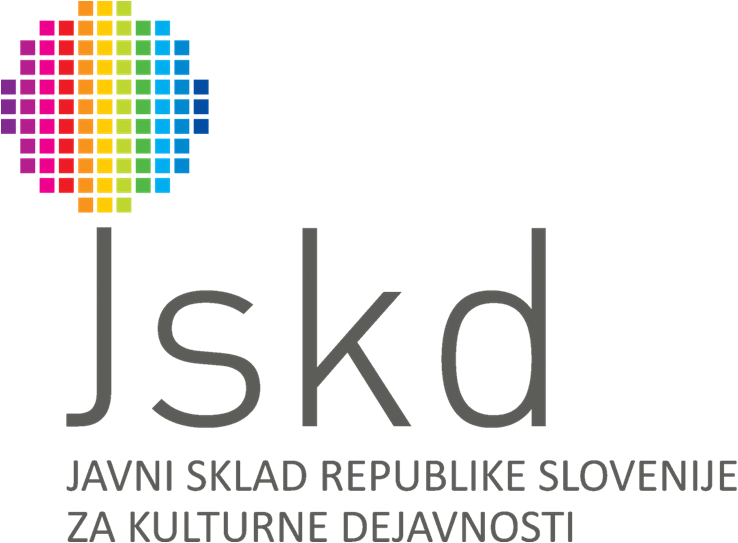 Jskd
JAVNI SKLAD REPUBLIKE SLOVENIJE
ZA KULTURNE DEJAVNOSTI